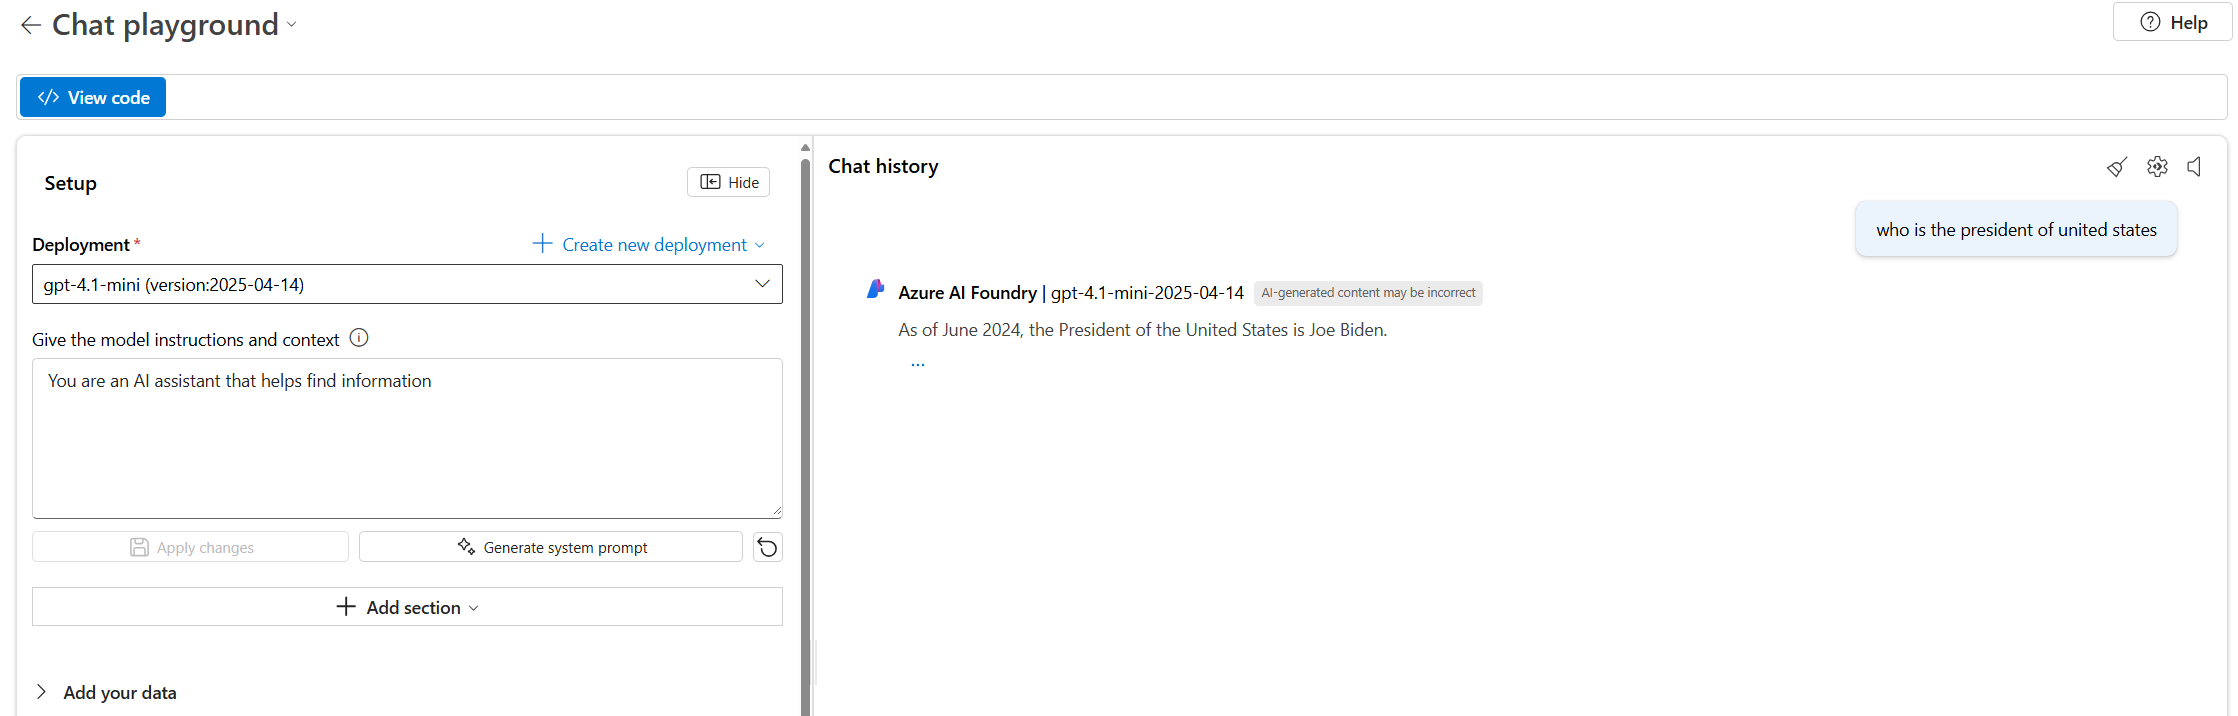 Chat playground
Help
</> View code
Setup
Hide
Deployment *
Create new deployment
gpt-4.1-mini (version:2025-04-14)
Give the model instructions and context
You are an AI assistant that helps find information
Apply changes
Generate system prompt
Add section
Add your data
Chat history
who is the president of united states
Azure AI Foundry | gpt-4.1-mini-2025-04-14 AI-generated content may be incorrect
As of June 2024, the President of the United States is Joe Biden.
...